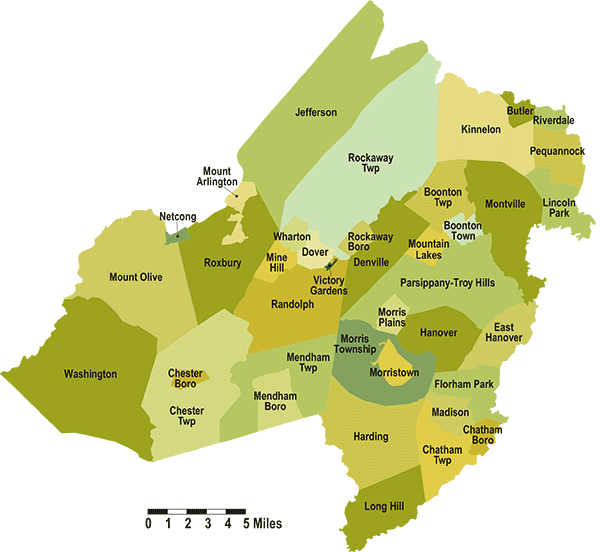 Jefferson
Butler
Riverdale
Kinnelon
Pequannock
Rockaway
Twp
Mount
Arlington
Boonton
Twp
Montville
Lincoln
Park
Netcong
Boonton
Town
Wharton
Rockaway
Boro
Mountain
Lakes
Dover
Roxbury
Mine
Hill
Denville
Mount Olive
Victory
Gardens
Parsippany-Troy Hills
Randolph
Morris
Plains
Hanover
East
Hanover
Morris
Township
Mendham
Twp
Washington
Chester
Boro
Morristown
Florham Park
Mendham
Boro
Chester
Twp
Madison
Chatham
Boro
Harding
Chatham
Twp
Long Hill
0 1 2 3 4 5 Miles